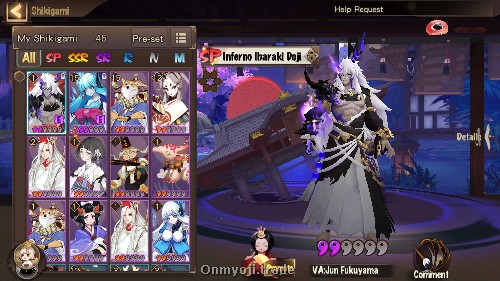 Shikigami
Help Request
My Shikigami 46 Pre-set
All SP SSR SR R N M
SP Inferno Ibaraki Doji
Details
999999
VA:Jun Fukuyama
Comment
Onmyoji.trade